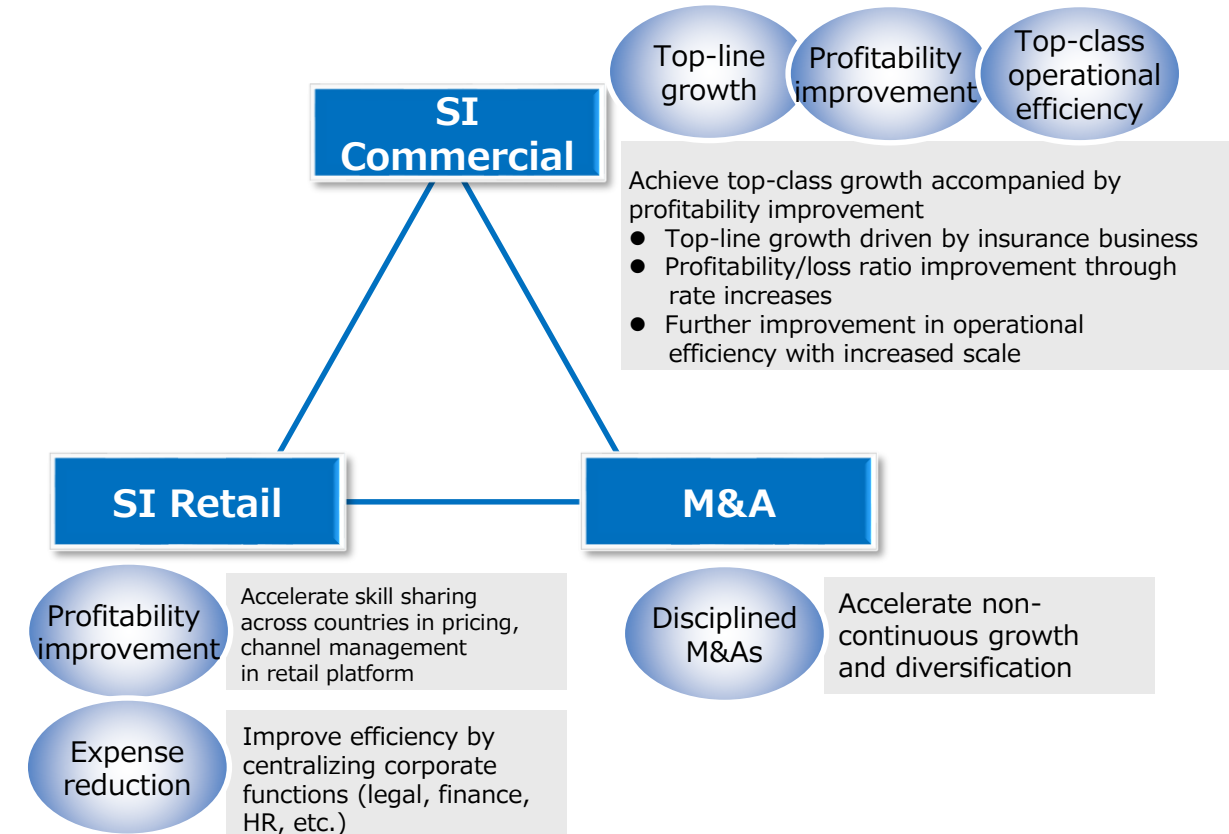 Top-line
growth
Profitability
improvement
Top-class
operational
efficiency
SI
Commercial
Achieve top-class growth accompanied by
profitability improvement
● Top-line growth driven by insurance business
● Profitability/loss ratio improvement through
rate increases
● Further improvement in operational
efficiency with increased scale
SI Retail
M&A
Profitability
improvement
Accelerate skill sharing
across countries in pricing,
channel management
in retail platform
Disciplined
M&As
Accelerate non-
continuous growth
and diversification
Expense
reduction
Improve efficiency by
centralizing corporate
functions (legal, finance,
HR, etc.)